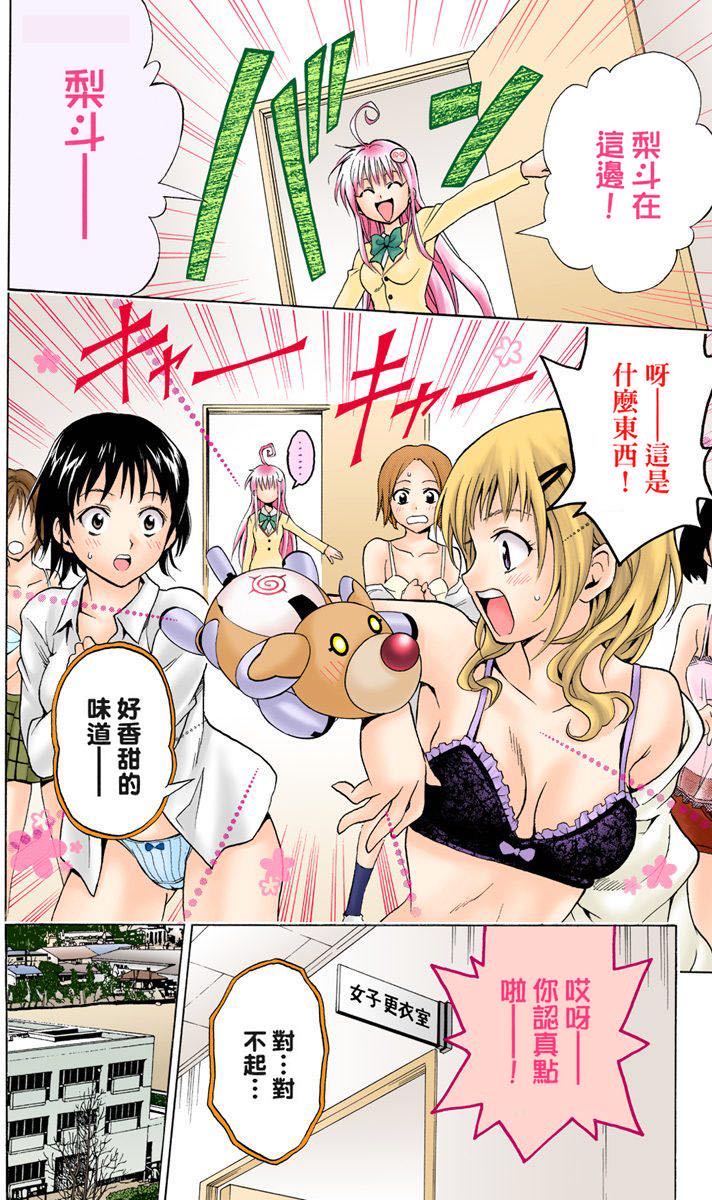 梨斗在
這邊！
バン
梨斗——
呀——這是
什麼東西！
キャー
キャー
……
好香甜的
味道——
哎呀——
你認真點
啦——！
女子更衣室
對…對
不起…